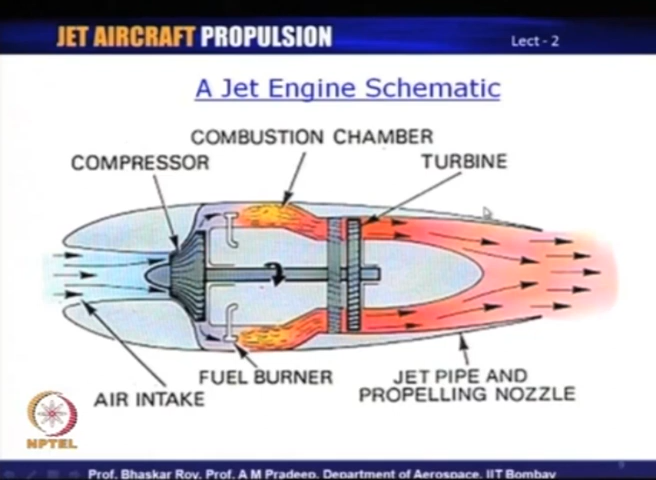 JET AIRCRAFT PROPULSION
Lect - 2
A Jet Engine Schematic
COMBUSTION CHAMBER
COMPRESSOR
TURBINE
FUEL BURNER
JET PIPE AND
PROPELLING NOZZLE
AIR INTAKE
NPTEL
Prof. Bhaskar Roy, Prof. A M Pradeep, Department of Aerospace, IIT Bombay